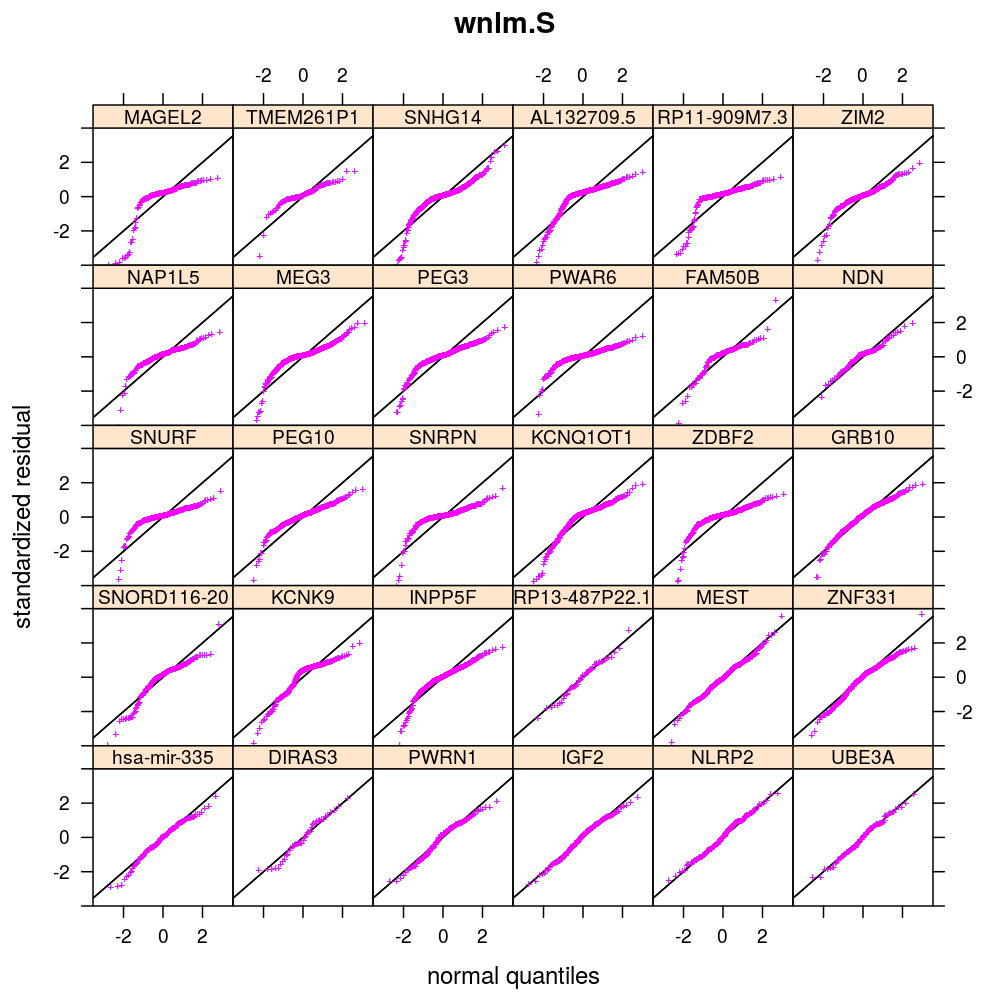 wnlm.S
-2 0 2 -2 0 2 -2 0 2
MAGEL2 TMEM261P1 SNHG14 AL132709.5 RP11-909M7.3 ZIM2
2
0
-2
NAP1L5 MEG3 PEG3 PWAR6 FAM50B NDN
2
0
-2
SNURF PEG10 SNRPN KCNQ1OT1 ZDBF2 GRB10
2
0
-2
SNORD116-20 KCNK9 INPP5F RP13-487P22.1 MEST ZNF331
2
0
-2
hsa-mir-335 DIRAS3 PWRN1 IGF2 NLRP2 UBE3A
2
0
-2
-2 0 2 -2 0 2 -2 0 2
normal quantiles
standardized residual